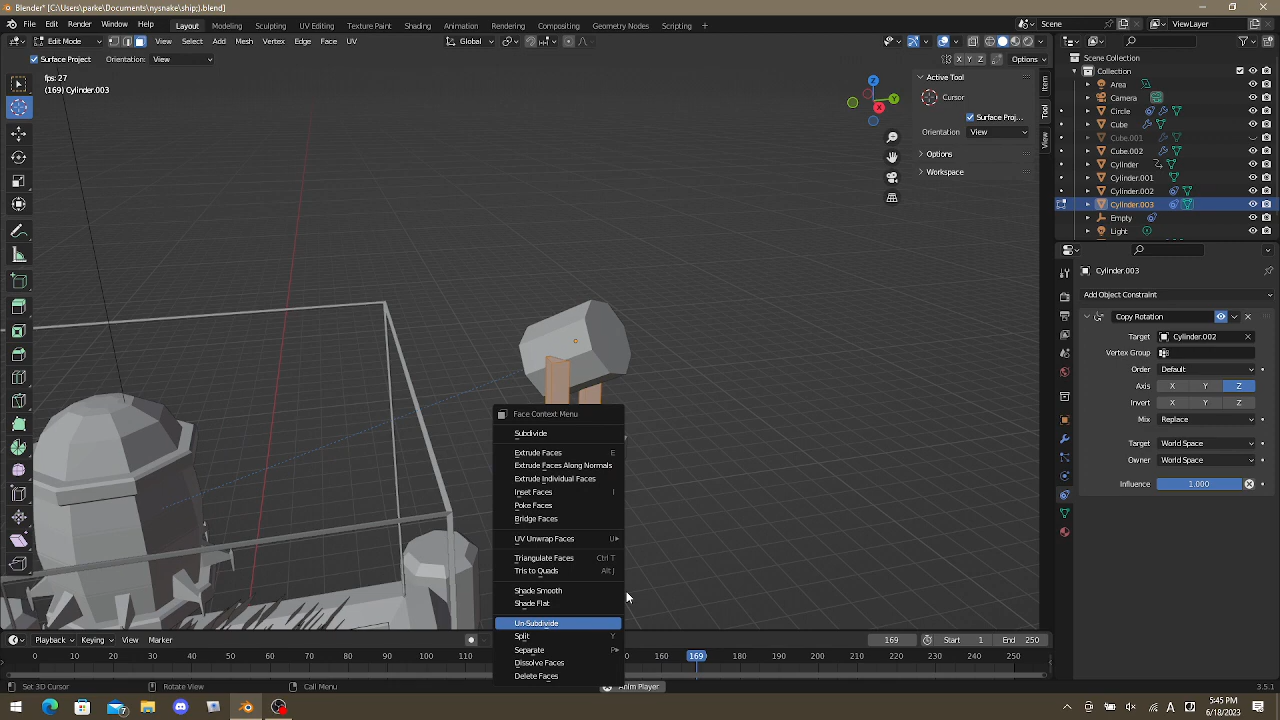 Blender* [C:\Users\parke\Videos\nysnake\ship;).blend]
File Edit Render Window Help
Layout Modeling Sculpting UV Editing Texture Paint Shading Animation Rendering Compositing Geometry Nodes Scripting +
Scene
ViewLayer
Edit Mode
View Select Add Mesh Vertex Edge Face UV
Global
Surface Project Orientation: View
X Y Z
Options
fps: 27
(169) Cylinder.003
Z
Y
X
Active Tool
Cursor
Surface Proj...
Orientation View
Options
Workspace
Item
Tool
View
Scene Collection
Collection
Area
Camera
Circle
Cube
Cube.001
Cube.002
Cylinder
Cylinder.001
Cylinder.002
Cylinder.003
Empty
Light
Cylinder.003
Add Object Constraint
Copy Rotation
Target Cylinder.002
Vertex Group
Order Default
Axis X Y Z
Invert X Y Z
Mix Replace
Target World Space
Owner World Space
Influence 1.000
Face Context Menu
Subdivide
Extrude Faces E
Extrude Faces Along Normals
Extrude Individual Faces
Inset Faces I
Poke Faces
Bridge Faces
UV Unwrap Faces U
Triangulate Faces Ctrl T
Tris to Quads Alt J
Shade Smooth
Shade Flat
Un-Subdivide
Split Y
Separate P
Dissolve Faces
Delete Faces
Playback Keying View Marker
169 Start 1 End 250
0 10 20 30 40 50 60 70 80 90 100 110 160 169 180 190 200 210 220 230 240 250
Set 3D Cursor Rotate View Call Menu
Anim Player
3.5.1
5:45 PM
6/18/2023